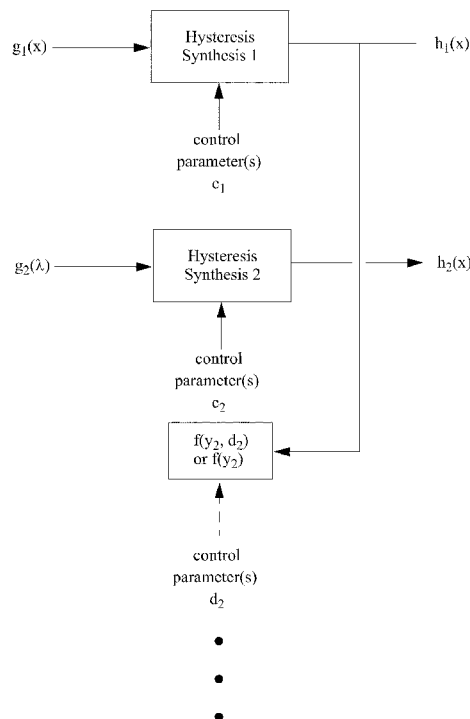 g₁(x)
Hysteresis
Synthesis 1
h₁(x)
control
parameter(s)
c₁
g₂(λ)
Hysteresis
Synthesis 2
h₂(x)
control
parameter(s)
c₂
f(y₂, d₂)
or f(y₂)
control
parameter(s)
d₂